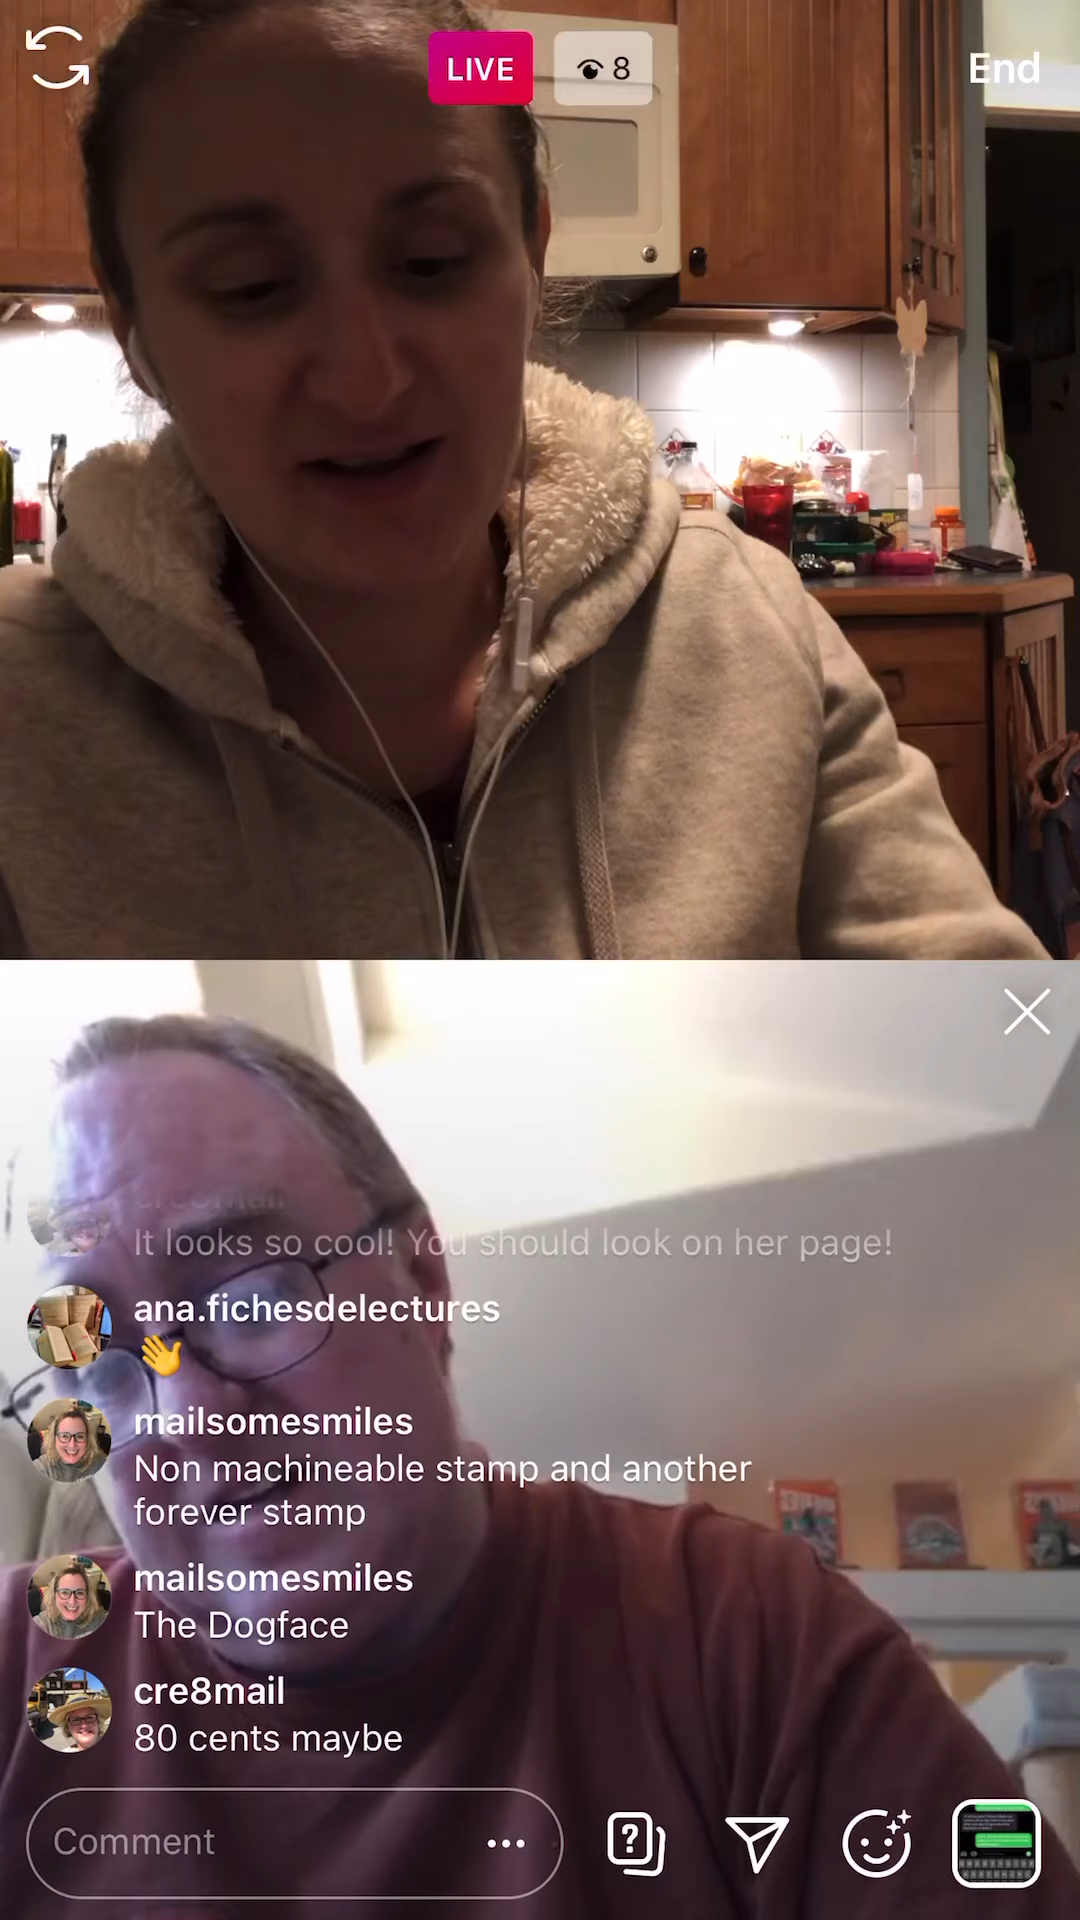 LIVE
8
End
cre8mail
It looks so cool! You should look on her page!
ana.fichesdelectures
mailsomesmiles
Non machineable stamp and another
forever stamp
mailsomesmiles
The Dogface
cre8mail
80 cents maybe
Comment